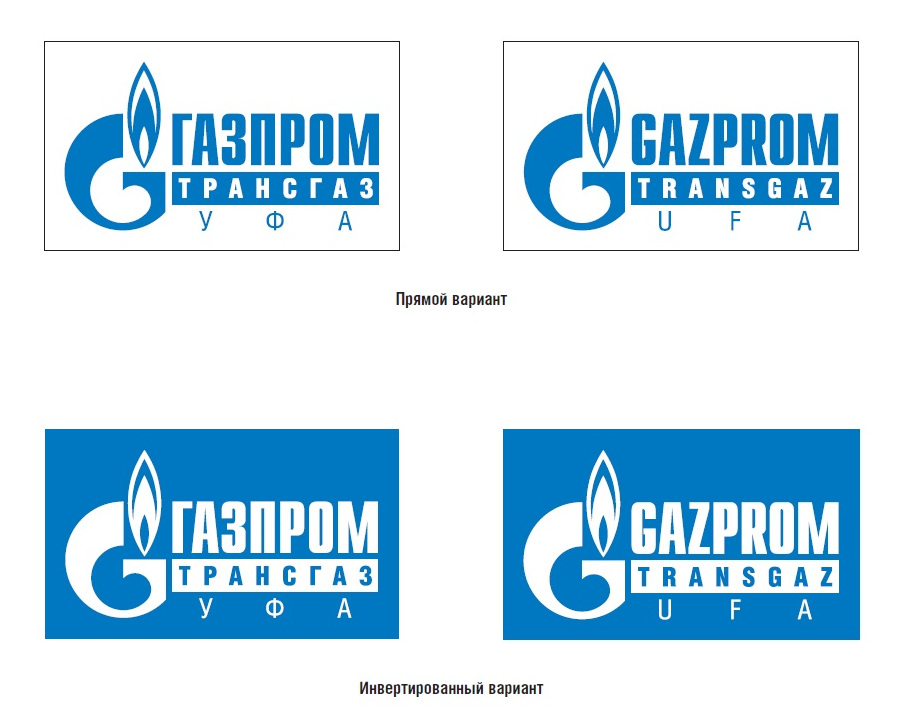 ГАЗПРОМ
ТРАНСГАЗ
УФА
GAZPROM
TRANSGAZ
UFA
Прямой вариант
ГАЗПРОМ
ТРАНСГАЗ
УФА
GAZPROM
TRANSGAZ
UFA
Инвертированный вариант